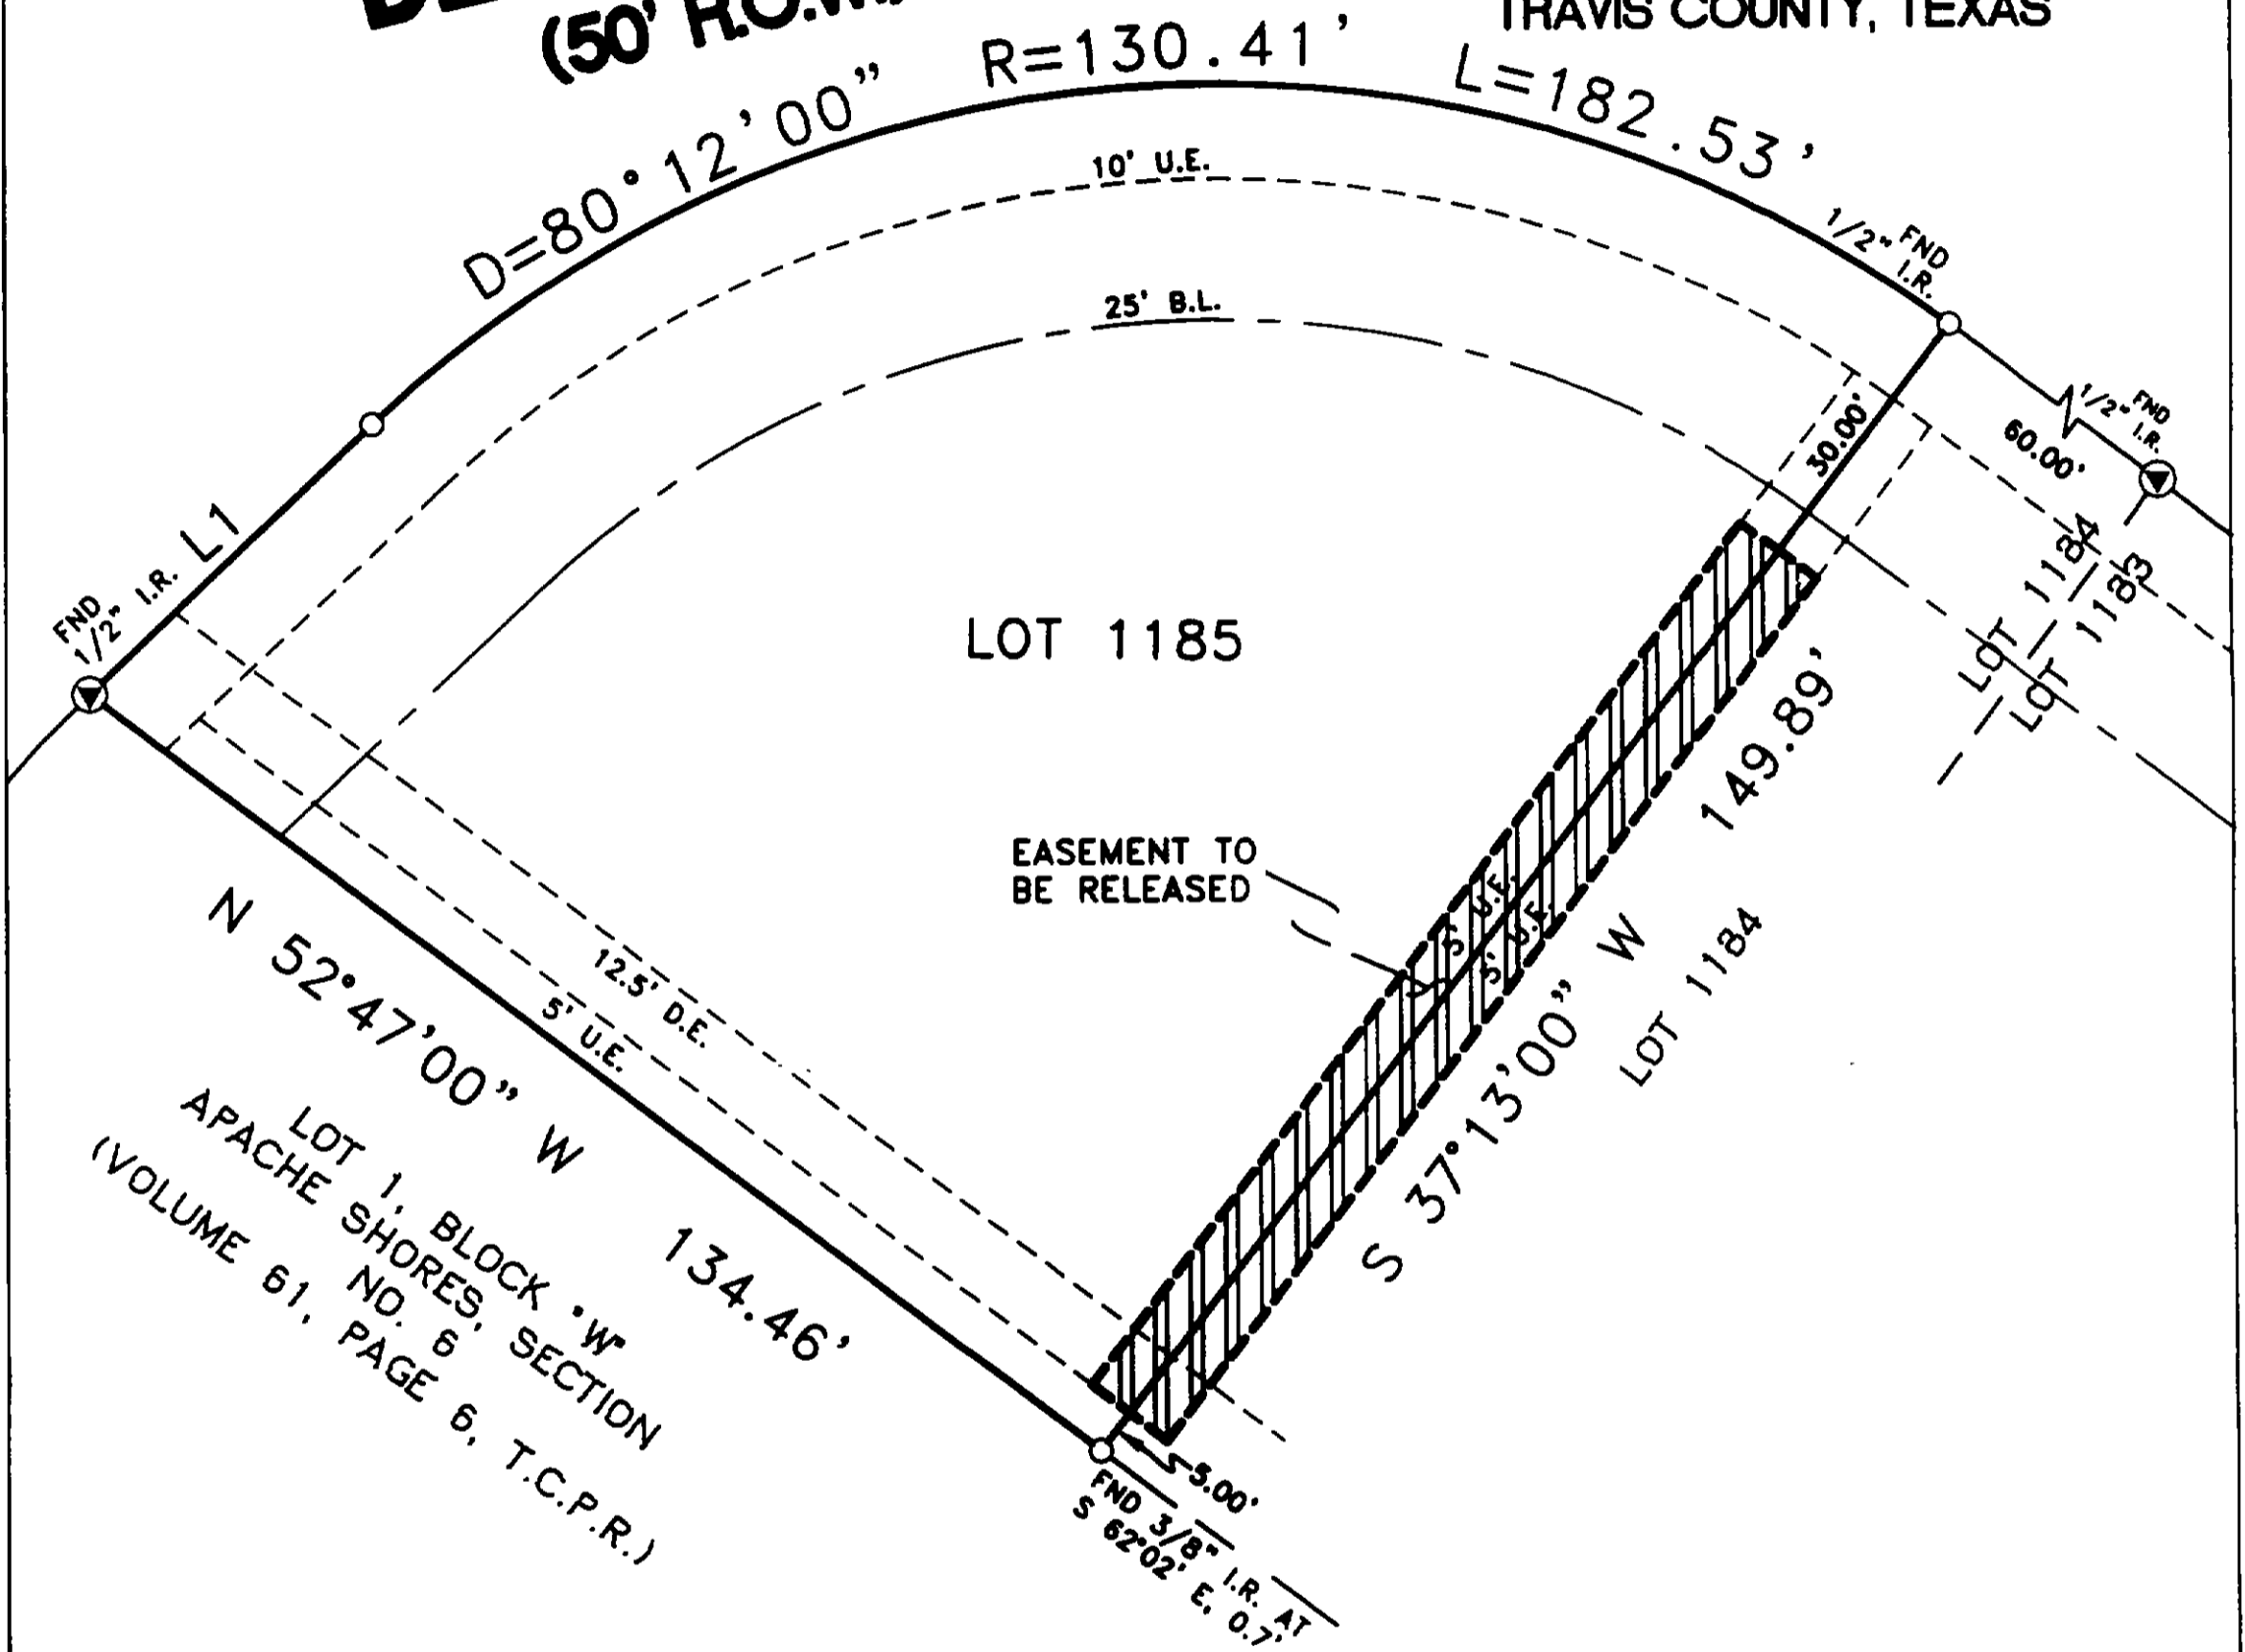 (50' R.O.W.)
TRAVIS COUNTY, TEXAS
D=80°12'00" R=130.41' L=182.53'
10' U.E.
25' B.L.
1/2" FND
I.R.
1/2" FND
I.R.
60.00'
30.00'
L1
FND
1/2" I.R.
LOT 1185
LOT 1184
LOT 1183
149.89'
EASEMENT TO
BE RELEASED
5' U.E.
5' U.E.
S 37°13'00" W
LOT 1184
12.5' D.E.
5' U.E.
N 52°47'00" W 134.46'
LOT 1, BLOCK "W"
APACHE SHORES, SECTION
NO. 6
(VOLUME 61, PAGE 6, T.C.P.R.)
5.00'
FND 3/8" I.R. AT
S 62°02' E, 0.7'